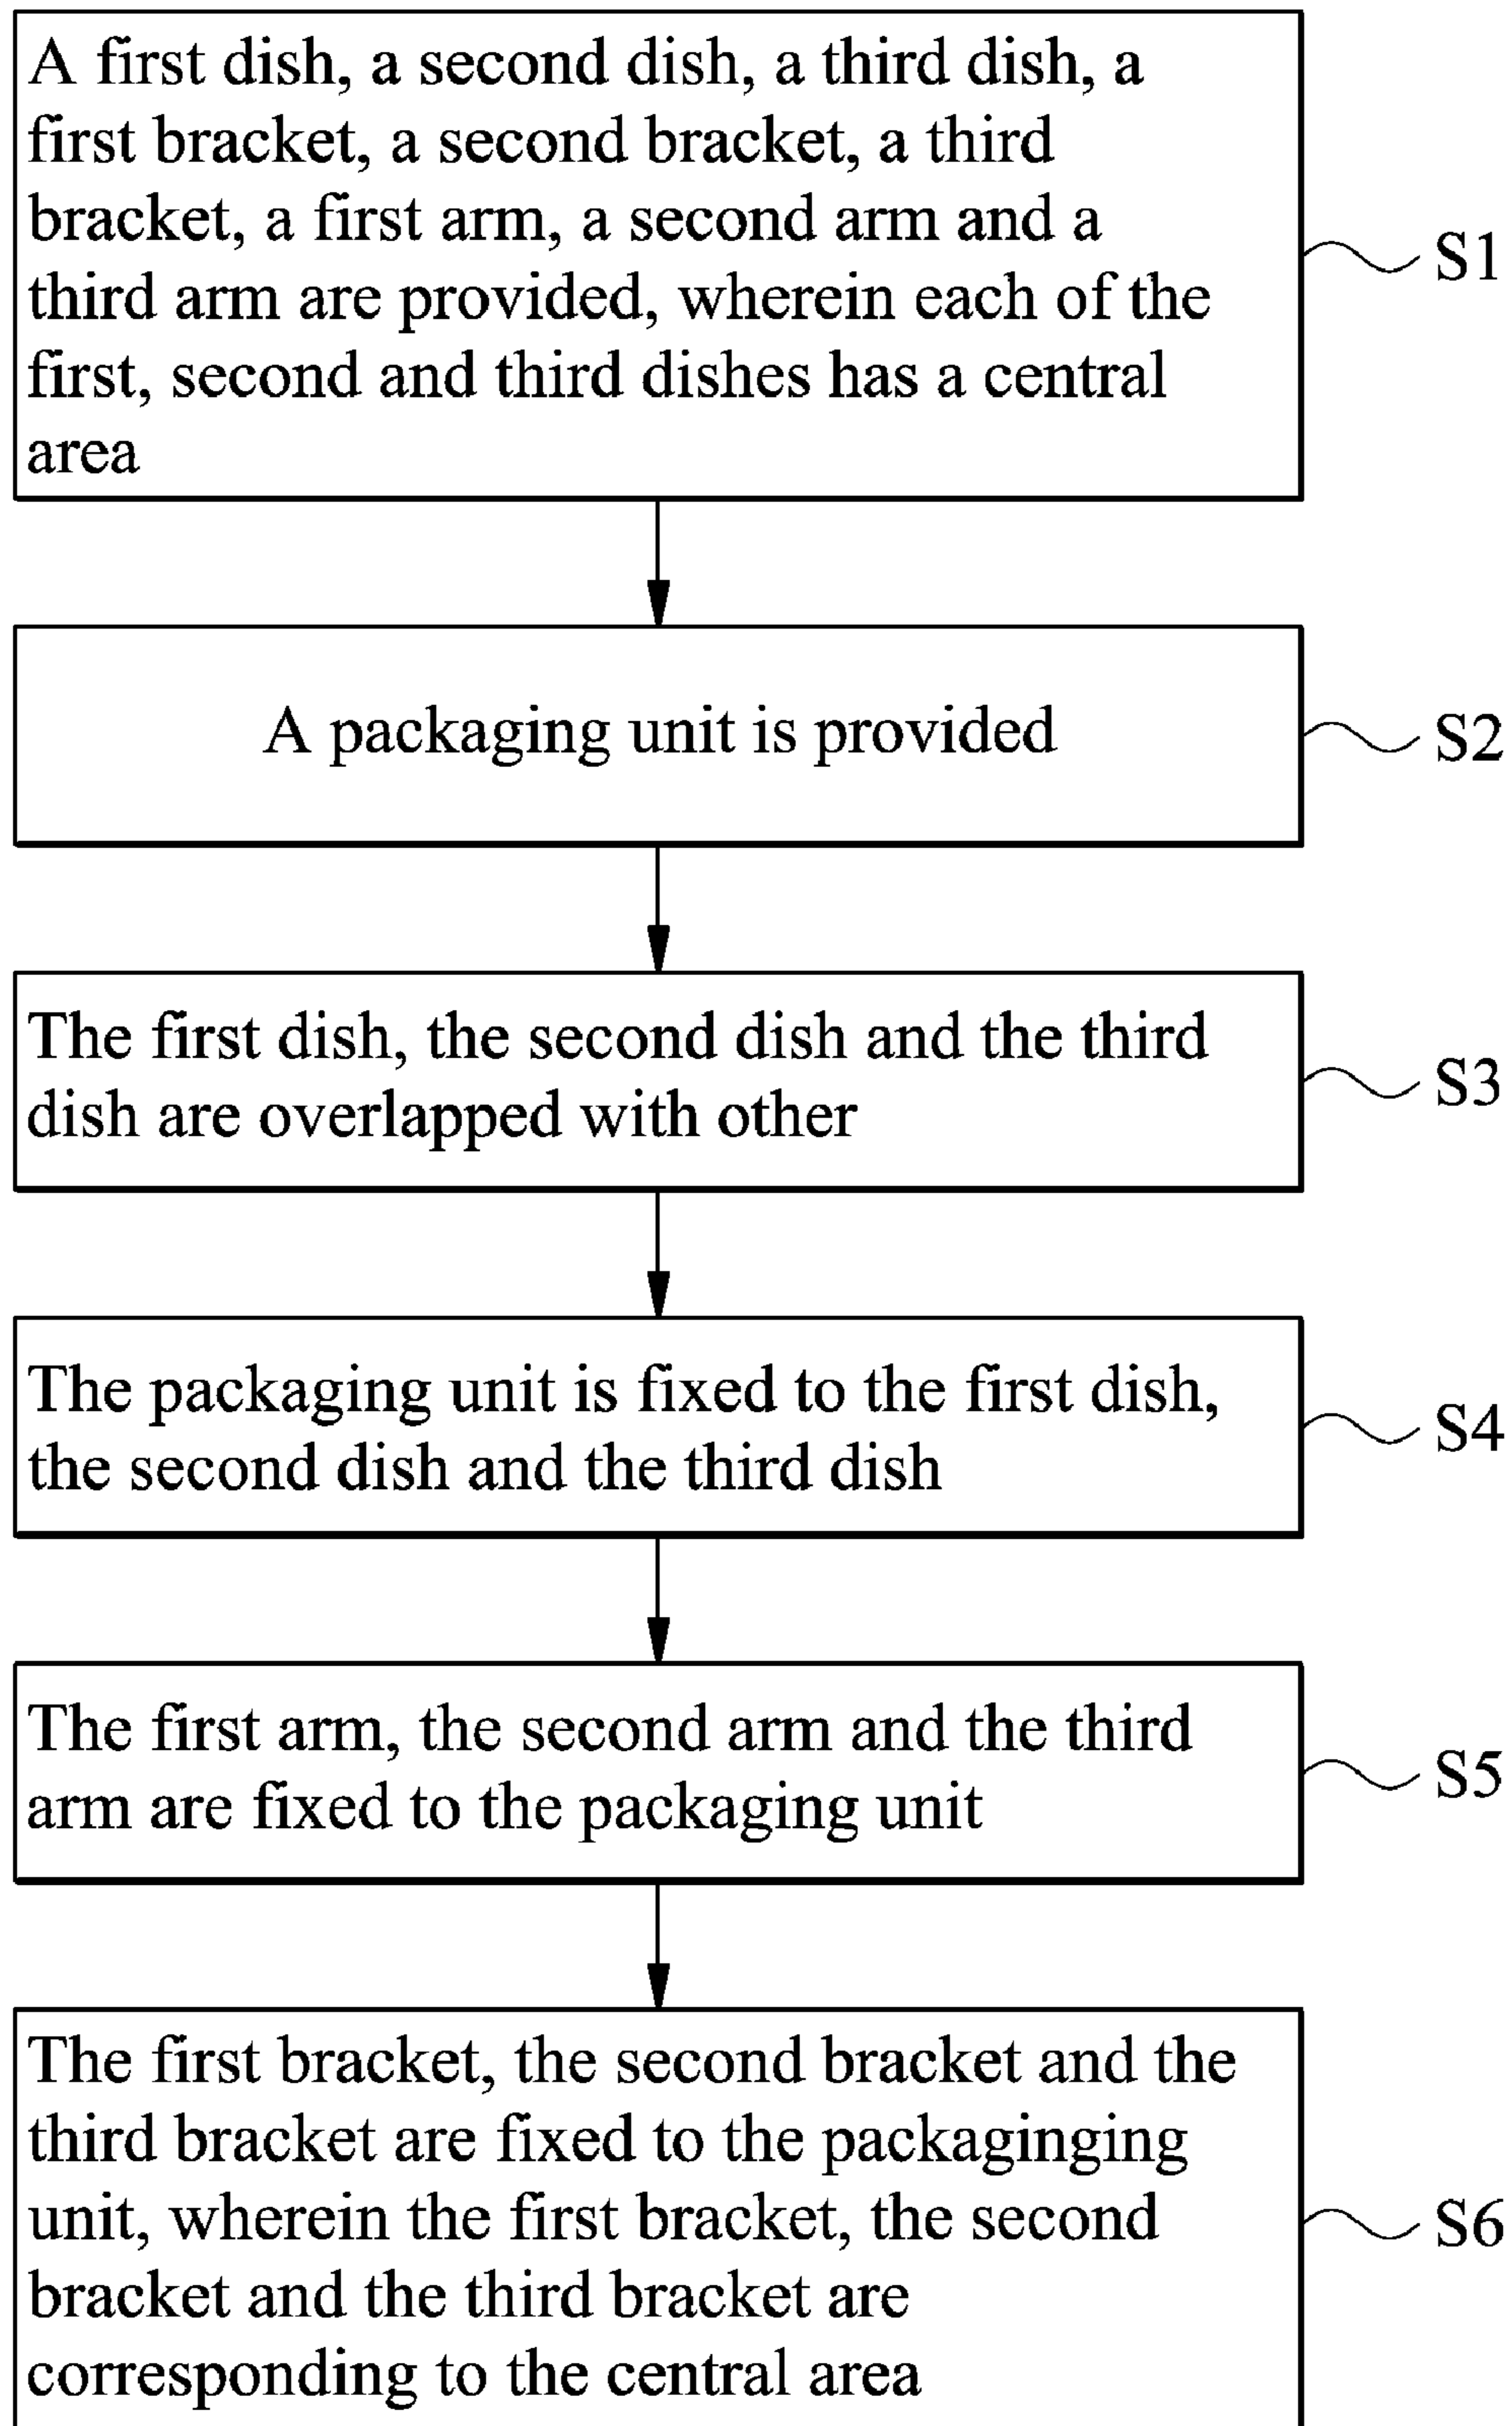 A first dish, a second dish, a third dish, a
first bracket, a second bracket, a third
bracket, a first arm, a second arm and a
third arm are provided, wherein each of the
first, second and third dishes has a central
area
S1
A packaging unit is provided
S2
The first dish, the second dish and the third
dish are overlapped with other
S3
The packaging unit is fixed to the first dish,
the second dish and the third dish
S4
The first arm, the second arm and the third
arm are fixed to the packaging unit
S5
The first bracket, the second bracket and the
third bracket are fixed to the packaginging
unit, wherein the first bracket, the second
bracket and the third bracket are
corresponding to the central area
S6